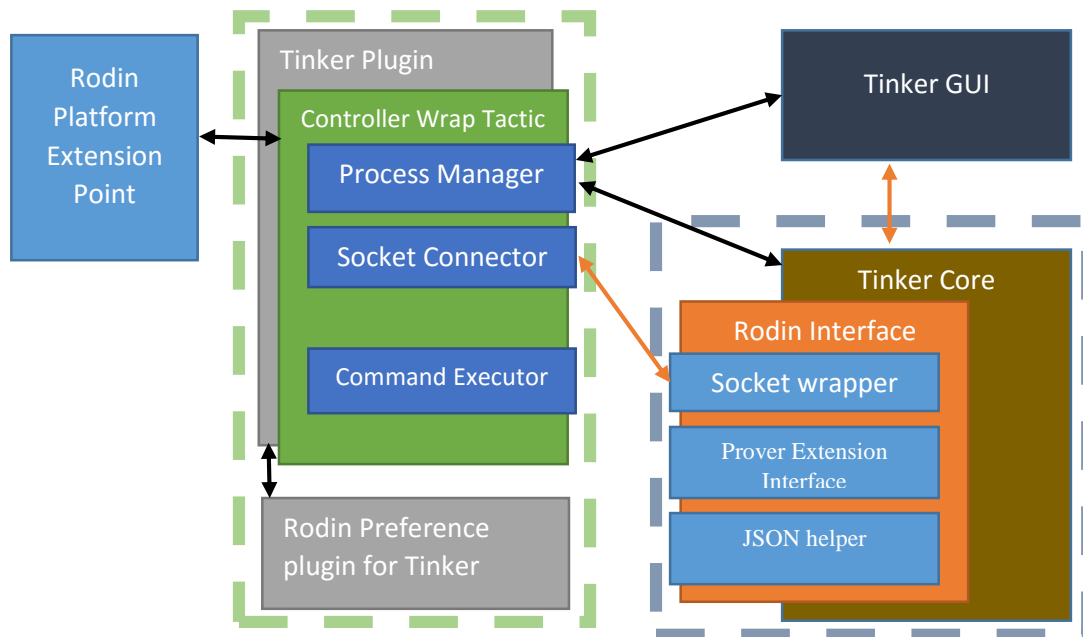 Rodin
Platform
Extension
Point
Tinker Plugin
Controller Wrap Tactic
Process Manager
Socket Connector
Command Executor
Rodin Preference
plugin for Tinker
Tinker GUI
Tinker Core
Rodin Interface
Socket wrapper
Prover Extension
Interface
JSON helper